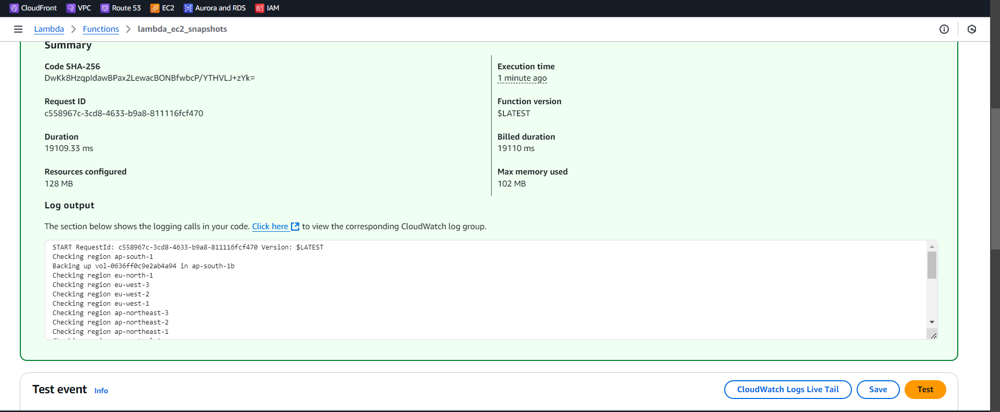 CloudFront VPC Route 53 EC2 Aurora and RDS IAM
Lambda Functions lambda_ec2_snapshots
Summary
Code SHA-256
DwKk8HzqpIdawBPax2LewacBONBfwbcP/YTHVLJ+zYk=
Execution time
1 minute ago
Request ID
c558967c-3cd8-4633-b9a8-811116fcf470
Function version
$LATEST
Duration
19109.33 ms
Billed duration
19110 ms
Resources configured
128 MB
Max memory used
102 MB
Log output
The section below shows the logging calls in your code. Click here to view the corresponding CloudWatch log group.
START RequestId: c558967c-3cd8-4633-b9a8-811116fcf470 Version: $LATEST
Checking region ap-south-1
Backing up vol-0636ff0c9e2ab4a94 in ap-south-1b
Checking region eu-north-1
Checking region eu-west-3
Checking region eu-west-2
Checking region eu-west-1
Checking region ap-northeast-3
Checking region ap-northeast-2
Checking region ap-northeast-1
Test event Info
CloudWatch Logs Live Tail Save Test